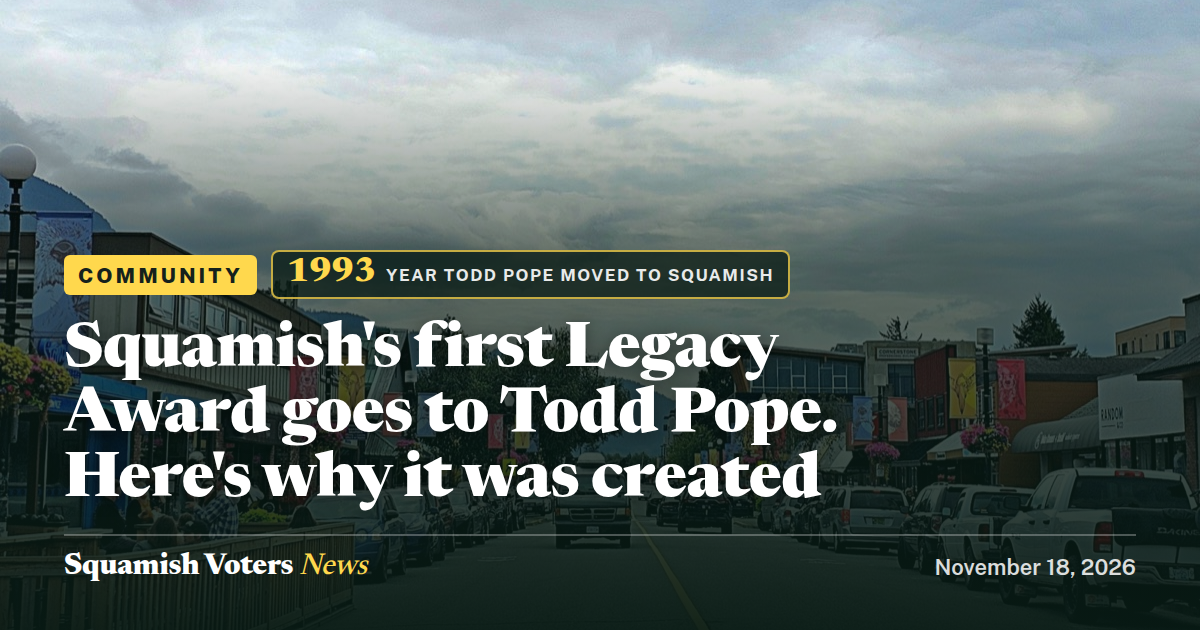 COMMUNITY
1993 YEAR TODD POPE MOVED TO SQUAMISH
Squamish's first Legacy
Award goes to Todd Pope.
Here's why it was created
Squamish Voters News
November 18, 2026
RANDOM